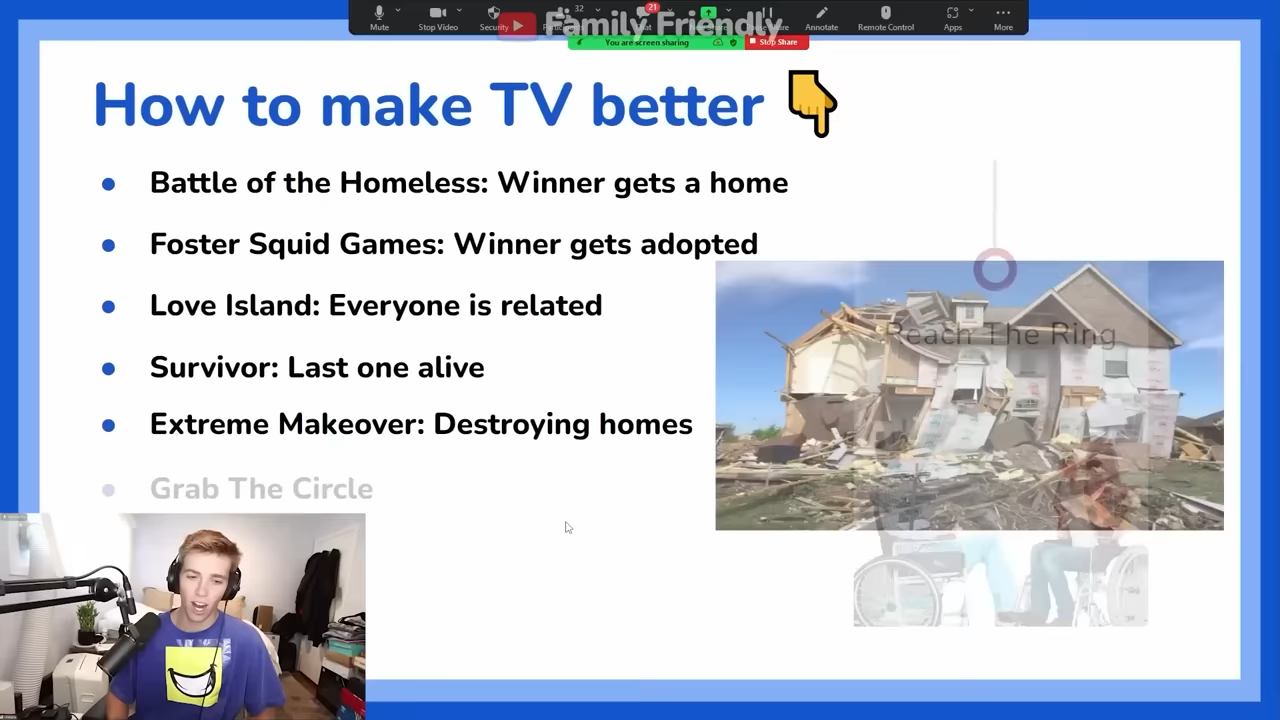 Mute
Stop Video
Security
32
21
Annotate
Remote Control
Apps
More
Family Friendly
You are screen sharing
Stop Share
How to make TV better
Battle of the Homeless: Winner gets a home
Foster Squid Games: Winner gets adopted
Love Island: Everyone is related
Survivor: Last one alive
Extreme Makeover: Destroying homes
Grab The Circle
Reach The Ring